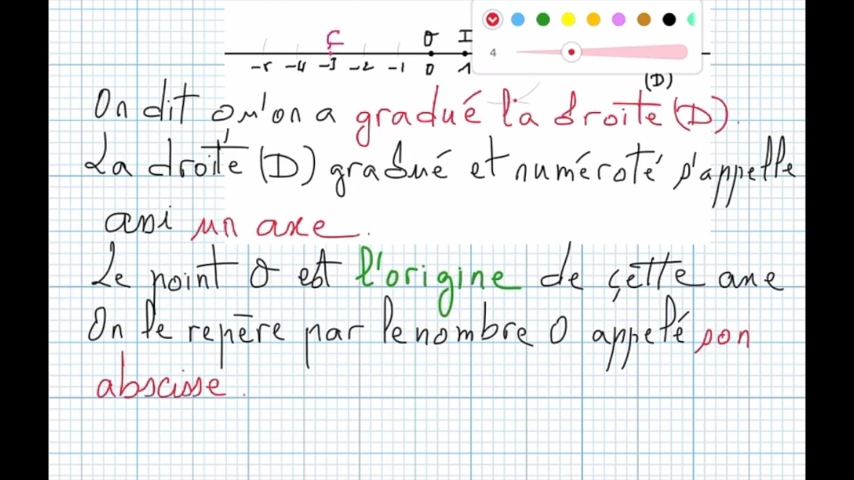 C O I
-5 -4 -3 -2 -1 0 1
4
(D)
On dit qu'on a gradué la droite (D).
La droite (D) gradué et numéroté s'appelle
ausi un axe.
Le point O est l'origine de cette axe
On le repère par le nombre 0 appelé son
abscisse.